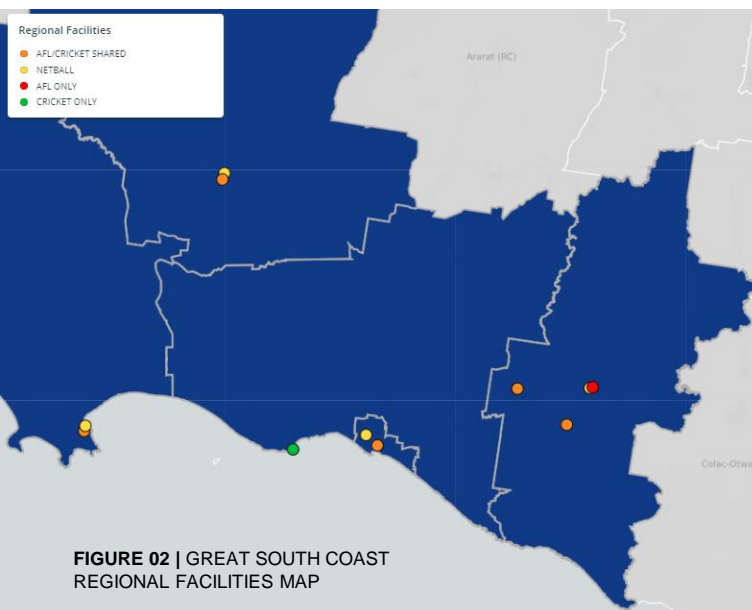 Regional Facilities
AFL/CRICKET SHARED
NETBALL
AFL ONLY
CRICKET ONLY
Ararat (RC)
Colac-Otwa
FIGURE 02 | GREAT SOUTH COAST
REGIONAL FACILITIES MAP